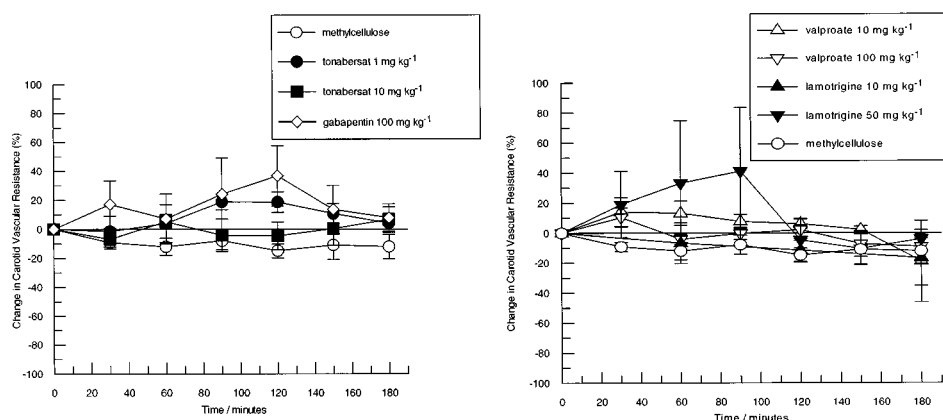 methylcellulose
tonabersat 1 mg kg⁻¹
tonabersat 10 mg kg⁻¹
gabapentin 100 mg kg⁻¹
Change in Carotid Vascular Resistance (%)
100
80
60
40
20
0
-20
-40
-60
-80
-100
0 20 40 60 80 100 120 140 160 180
Time / minutes
valproate 10 mg kg⁻¹
valproate 100 mg kg⁻¹
lamotrigine 10 mg kg⁻¹
lamotrigine 50 mg kg⁻¹
methylcellulose
Change in Carotid Vascular Resistance (%)
100
80
60
40
20
0
-20
-40
-60
-80
-100
0 20 40 60 80 100 120 140 160 180
Time / minutes